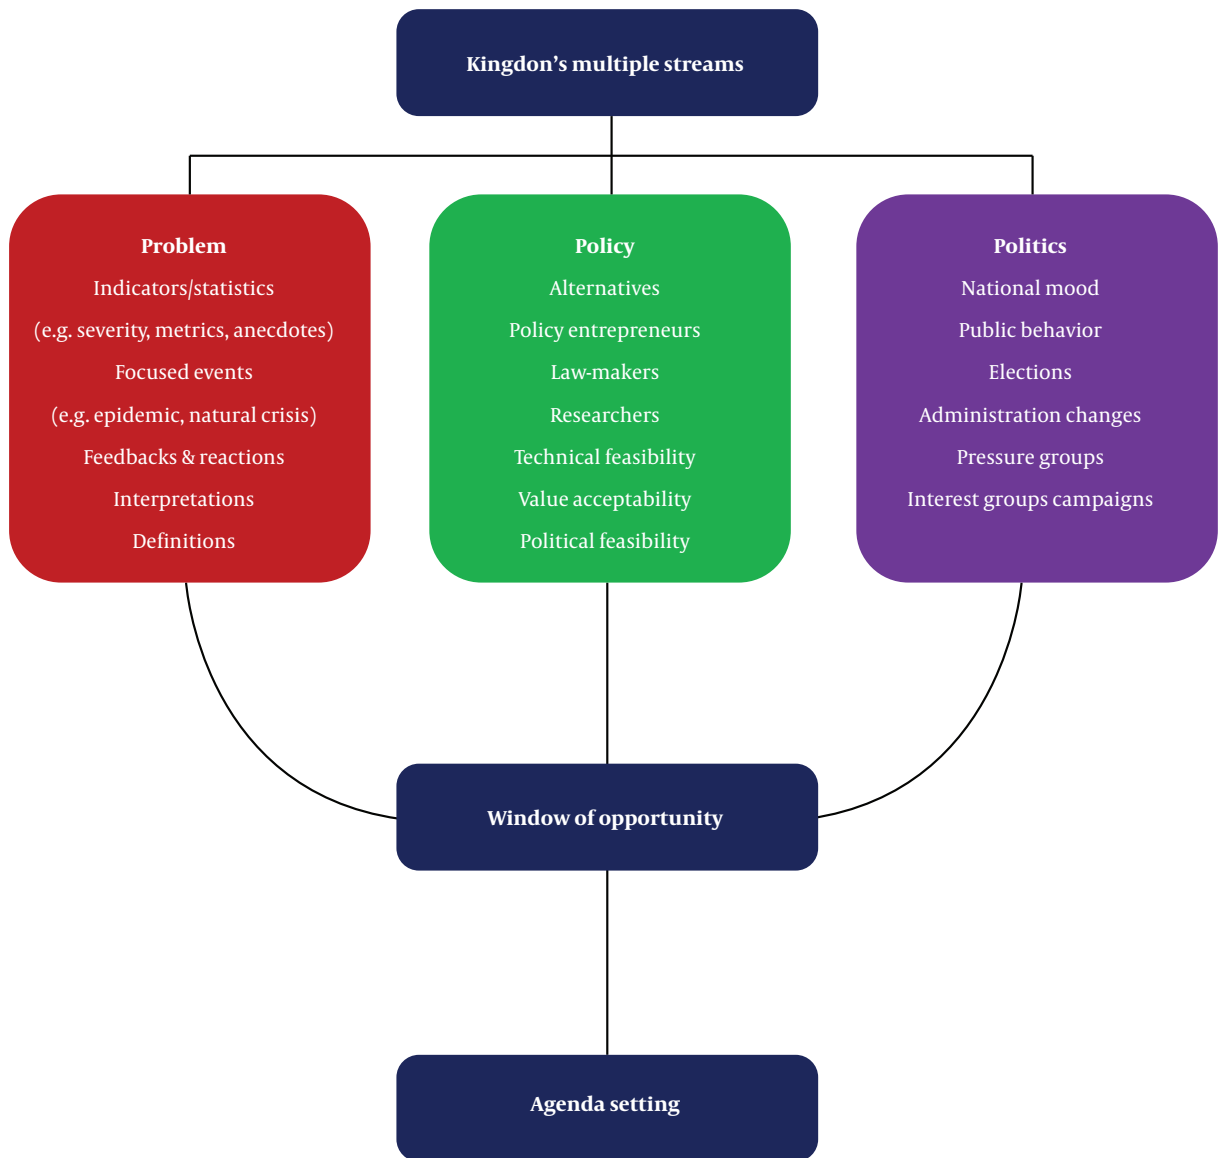 Kingdon’s multiple streams
Problem
Indicators/statistics
(e.g. severity, metrics, anecdotes)
Focused events
(e.g. epidemic, natural crisis)
Feedbacks & reactions
Interpretations
Definitions
Policy
Alternatives
Policy entrepreneurs
Law-makers
Researchers
Technical feasibility
Value acceptability
Political feasibility
Politics
National mood
Public behavior
Elections
Administration changes
Pressure groups
Interest groups campaigns
Window of opportunity
Agenda setting